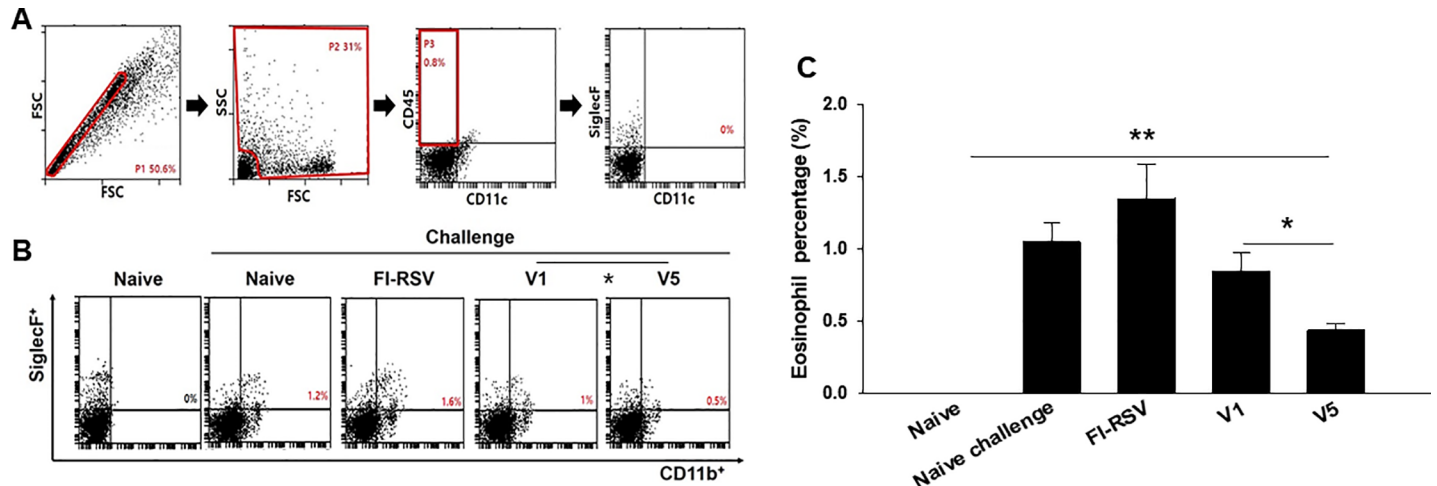 A
FSC
P1 50.6%
FSC
SSC
P2 31%
FSC
CD45
P3
0.8%
CD11c
SiglecF
0%
CD11c
B
Challenge
Naive
Naive
FI-RSV
V1
*
V5
SiglecF+
0%
1.2%
1.6%
1%
0.5%
CD11b+
C
Eosinophil percentage (%)
2.0
1.5
1.0
0.5
0.0
**
*
Naive
Naive challenge
FI-RSV
V1
V5